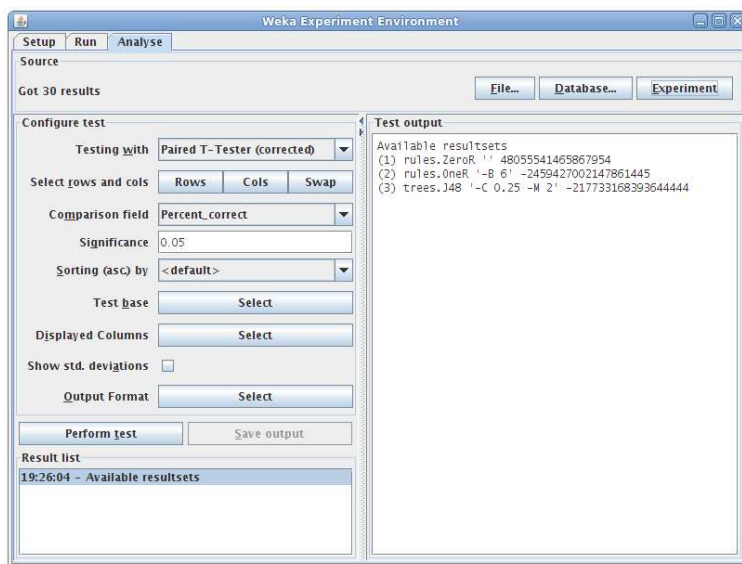 Weka Experiment Environment
Setup Run Analyse
Source
Got 30 results
File... Database... Experiment
Configure test
Testing with Paired T-Tester (corrected)
Select rows and cols Rows Cols Swap
Comparison field Percent_correct
Significance 0.05
Sorting (asc.) by <default>
Test base Select
Displayed Columns Select
Show std. deviations
Output Format Select
Perform test Save output
Result list
19:26:04 - Available resultsets
Test output
Available resultsets
(1) rules.ZeroR '' 48055541465867954
(2) rules.OneR '-B 6' -2459427002147861445
(3) trees.J48 '-C 0.25 -M 2' -217733168393644444